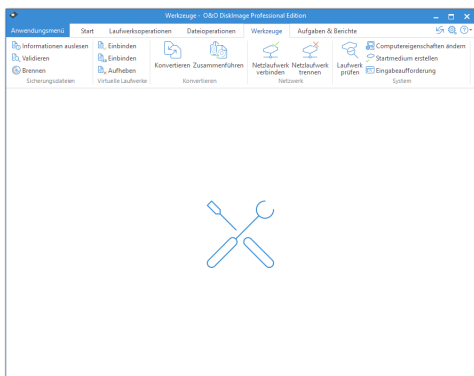 Werkzeuge - O&O DiskImage Professional Edition
Anwendungsmenü Start Laufwerksoperationen Dateioperationen Werkzeuge Aufgaben & Berichte
Informationen auslesen
Validieren
Brennen
Sicherungsdateien
Einbinden
Einbinden
Aufheben
Virtuelle Laufwerke
Konvertieren Zusammenführen
Konvertieren
Netzlaufwerk verbinden
Netzlaufwerk trennen
Netzwerk
Laufwerk prüfen
Computereigenschaften ändern
Startmedium erstellen
Eingabeaufforderung
System